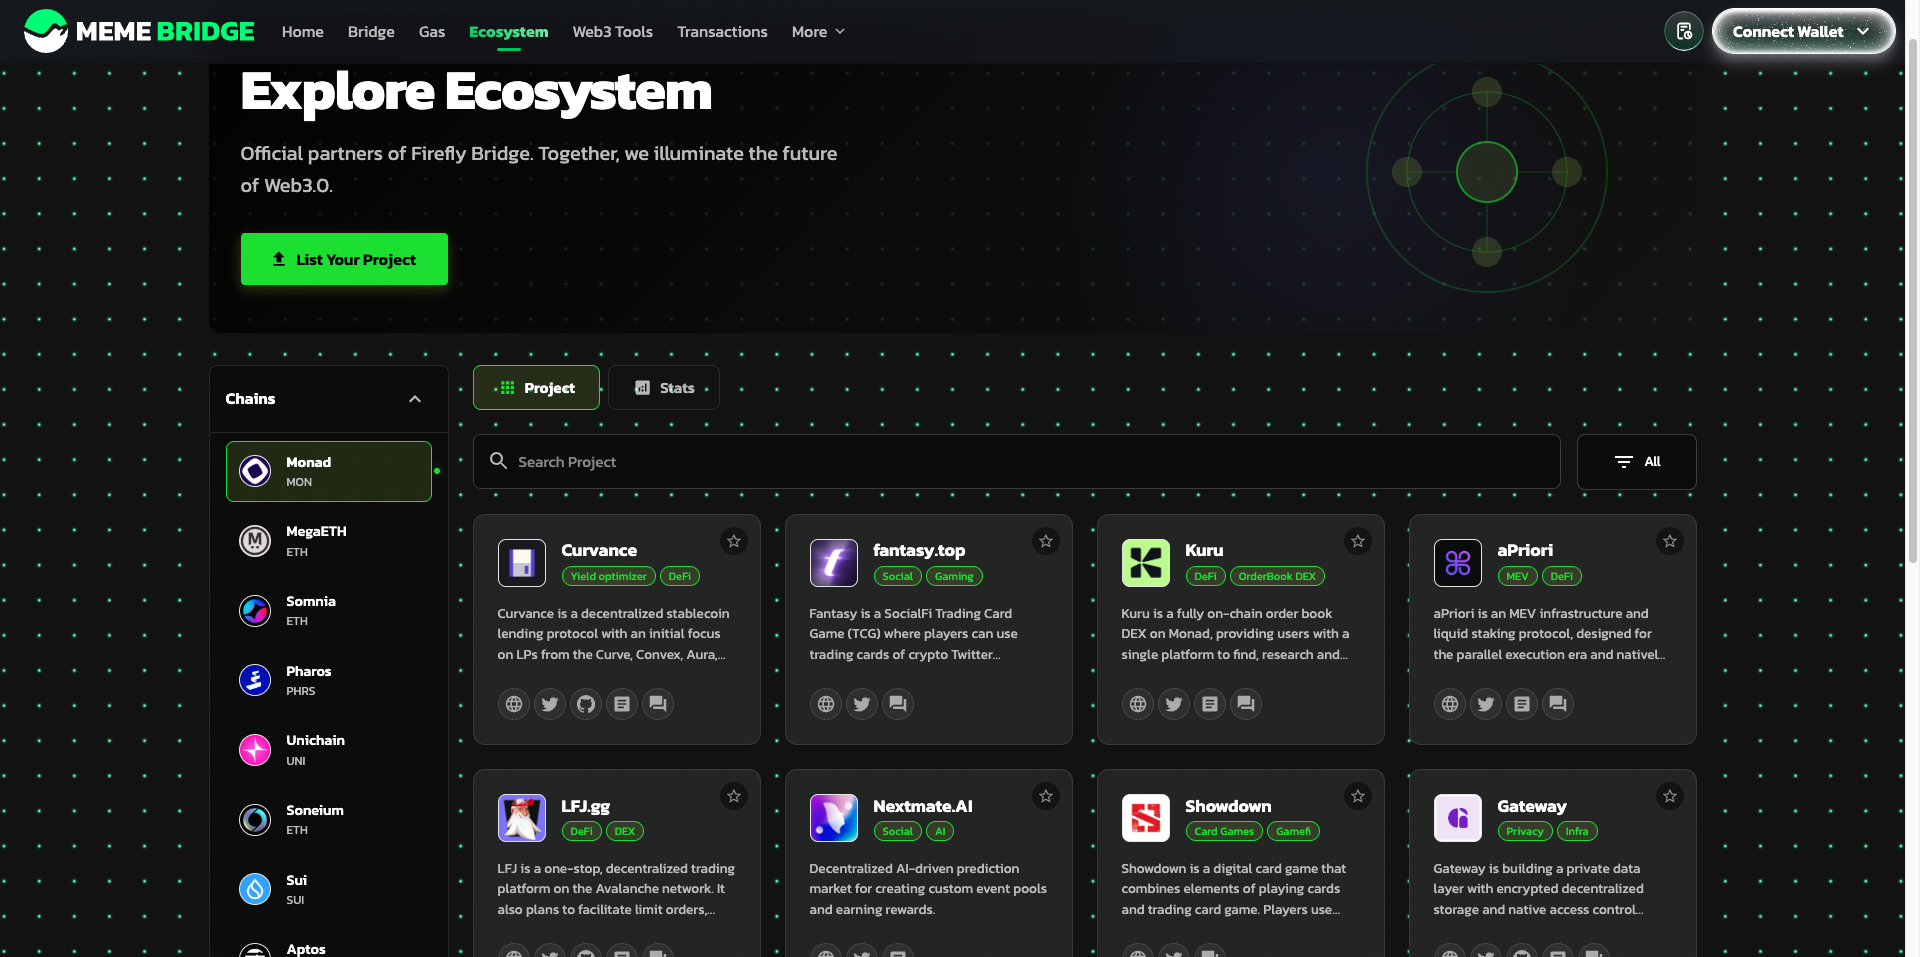 MEME BRIDGE
Home
Bridge
Gas
Ecosystem
Web3 Tools
Transactions
More
Connect Wallet
Explore Ecosystem
Official partners of Firefly Bridge. Together, we illuminate the future
of Web3.0.
List Your Project
Chains
Monad
MON
MegaETH
ETH
Somnia
ETH
Pharos
PHRS
Unichain
UNI
Soneium
ETH
Sui
SUI
Aptos
Project
Stats
Search Project
All
Curvance
Yield optimizer
DeFi
Curvance is a decentralized stablecoin
lending protocol with an initial focus
on LPs from the Curve, Convex, Aura,...
fantasy.top
Social
Gaming
Fantasy is a SocialFi Trading Card
Game (TCG) where players can use
trading cards of crypto Twitter...
Kuru
DeFi
OrderBook DEX
Kuru is a fully on-chain order book
DEX on Monad, providing users with a
single platform to find, research and...
aPriori
MEV
DeFi
aPriori is an MEV infrastructure and
liquid staking protocol, designed for
the parallel execution era and nativel...
LFJ.gg
DeFi
DEX
LFJ is a one-stop, decentralized trading
platform on the Avalanche network. It
also plans to facilitate limit orders,...
Nextmate.AI
Social
AI
Decentralized AI-driven prediction
market for creating custom event pools
and earning rewards.
Showdown
Card Games
Gamefi
Showdown is a digital card game that
combines elements of playing cards
and trading card game. Players use...
Gateway
Privacy
Infra
Gateway is building a private data
layer with encrypted decentralized
storage and native access control...